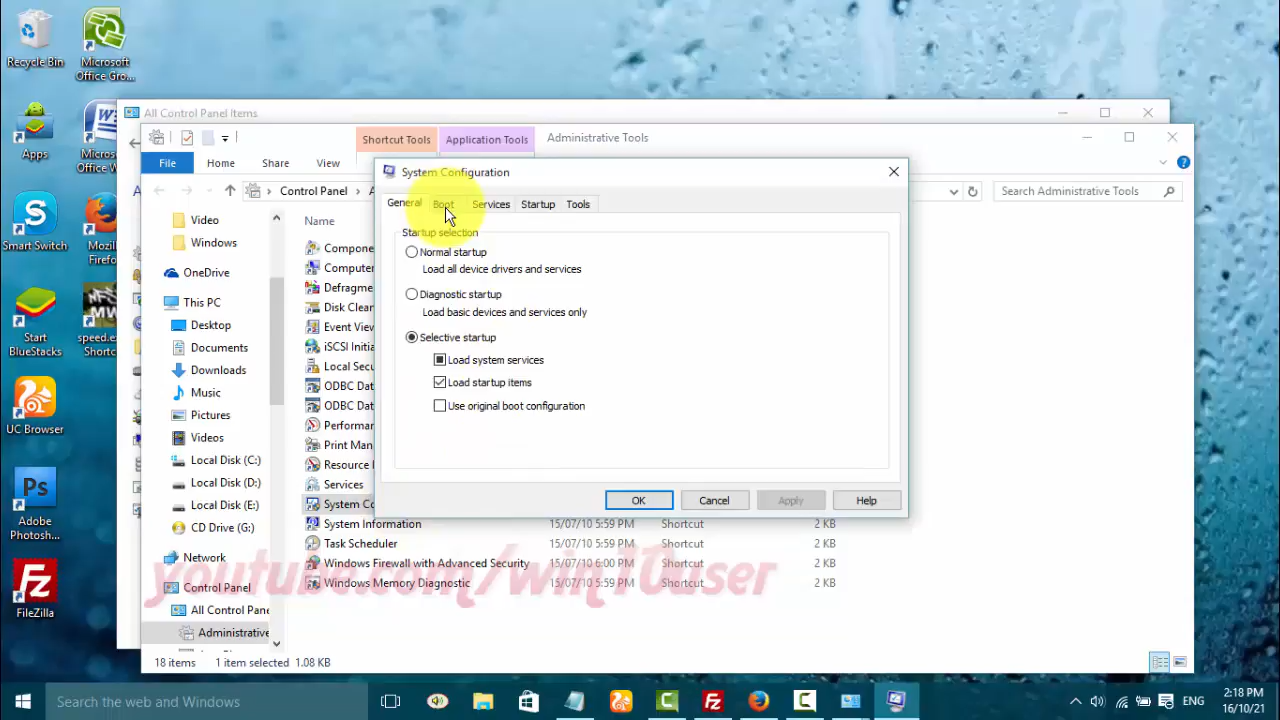 Recycle Bin
Microsoft
Office Gro...
Apps
Micros
Office W
Smart Switch
Mozil
Firefo
Start
BlueStacks
speed.ex
Shortc
UC Browser
Adobe
Photosh...
FileZilla
All Control Panel Items
Shortcut Tools
Application Tools
Administrative Tools
File
Home
Share
View
Control Panel
Search Administrative Tools
Video
Windows
OneDrive
This PC
Desktop
Documents
Downloads
Music
Pictures
Videos
Local Disk (C:)
Local Disk (D:)
Local Disk (E:)
CD Drive (G:)
Network
Control Panel
All Control Pane
Administrative
Name
Compone
Computer
Defragme
Disk Clean
Event View
iSCSI Initia
Local Secu
ODBC Dat
ODBC Dat
Performan
Print Man
Resource M
Services
System Co
System Information 15/07/10 5:59 PM Shortcut 2 KB
Task Scheduler 15/07/10 5:59 PM Shortcut 2 KB
Windows Firewall with Advanced Security 15/07/10 6:00 PM Shortcut 2 KB
Windows Memory Diagnostic 15/07/10 5:59 PM Shortcut 2 KB
System Configuration
General Boot Services Startup Tools
Startup selection
Normal startup
Load all device drivers and services
Diagnostic startup
Load basic devices and services only
Selective startup
Load system services
Load startup items
Use original boot configuration
OK Cancel Apply Help
youtube.com/win10user
18 items 1 item selected 1.08 KB
Search the web and Windows
ENG
2:18 PM
16/10/21